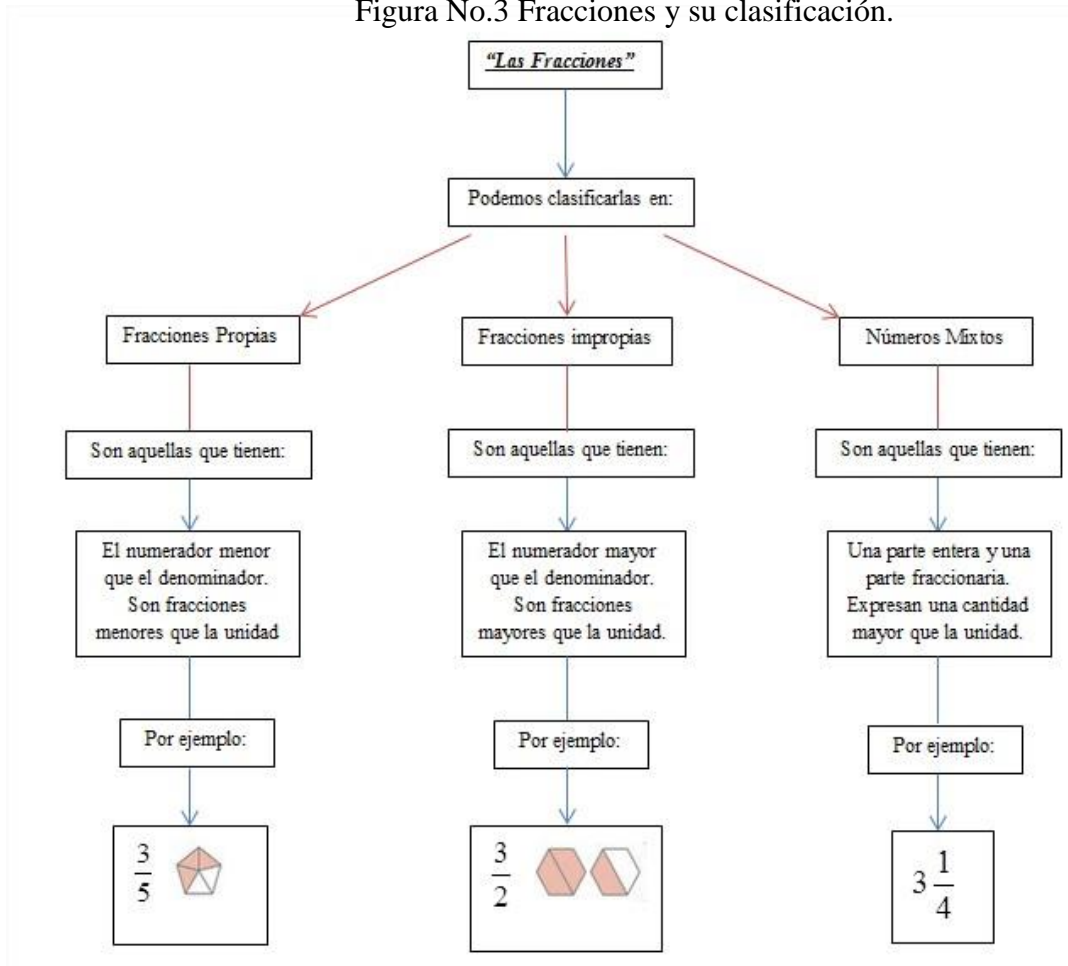 Figura No.3 Fracciones y su clasificación.
"Las Fracciones"
Podemos clasificarlas en:
Fracciones Propias
Son aquellas que tienen:
El numerador menor
que el denominador.
Son fracciones
menores que la unidad
Por ejemplo:
3/5
Fracciones impropias
Son aquellas que tienen:
El numerador mayor
que el denominador.
Son fracciones
mayores que la unidad.
Por ejemplo:
3/2
Números Mixtos
Son aquellas que tienen:
Una parte entera y una
parte fraccionaria.
Expresan una cantidad
mayor que la unidad.
Por ejemplo:
3 1/4